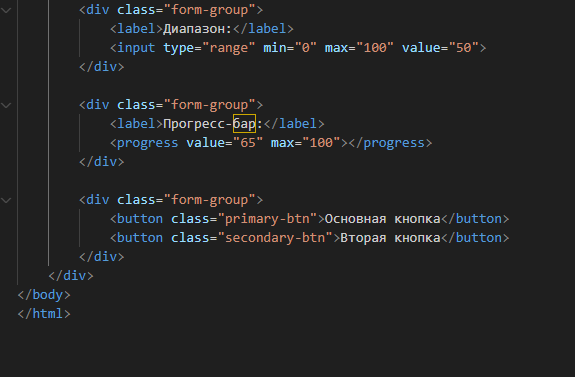 <div class="form-group">
<label>Диапазон:</label>
<input type="range" min="0" max="100" value="50">
</div>
<div class="form-group">
<label>Прогресс-бар:</label>
<progress value="65" max="100"></progress>
</div>
<div class="form-group">
<button class="primary-btn">Основная кнопка</button>
<button class="secondary-btn">Вторая кнопка</button>
</div>
</div>
</body>
</html>